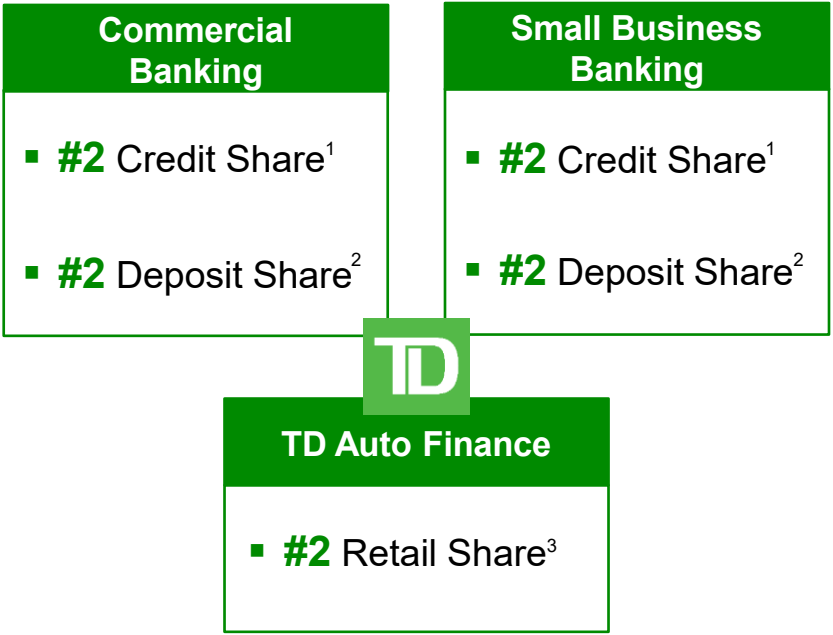 Commercial
Banking
▪ #2 Credit Share¹
▪ #2 Deposit Share²
Small Business
Banking
▪ #2 Credit Share¹
▪ #2 Deposit Share²
TD
TD Auto Finance
▪ #2 Retail Share³